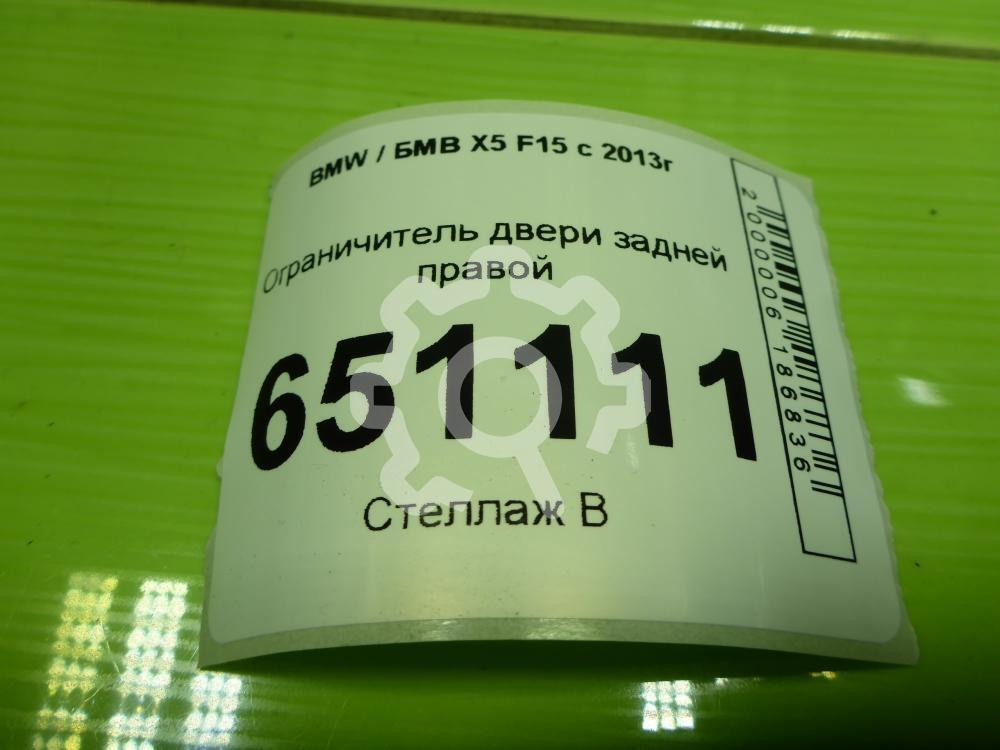 BMW / БМВ X5 F15 с 2013г
Ограничитель двери задней
правой
651111
Стеллаж В
2000006186836